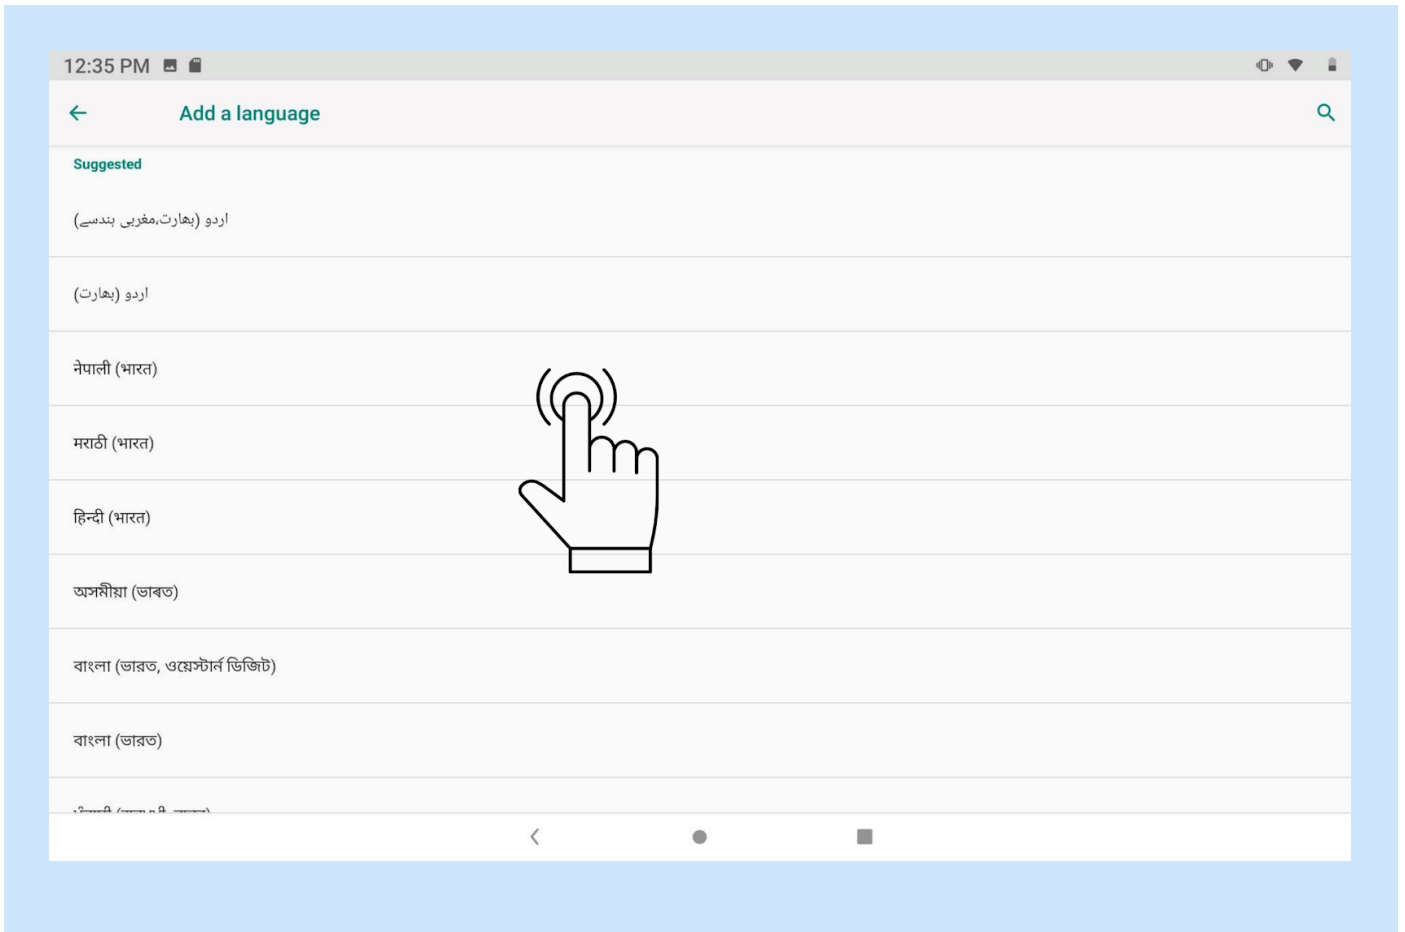 12:35 PM
Add a language
Suggested
اردو (بھارت،مغربی ہندسے)
اردو (بھارت)
नेपाली (भारत)
मराठी (भारत)
हिन्दी (भारत)
অসমীয়া (ভাৰত)
বাংলা (ভারত, ওয়েস্টার্ন ডিজিট)
বাংলা (ভারত)